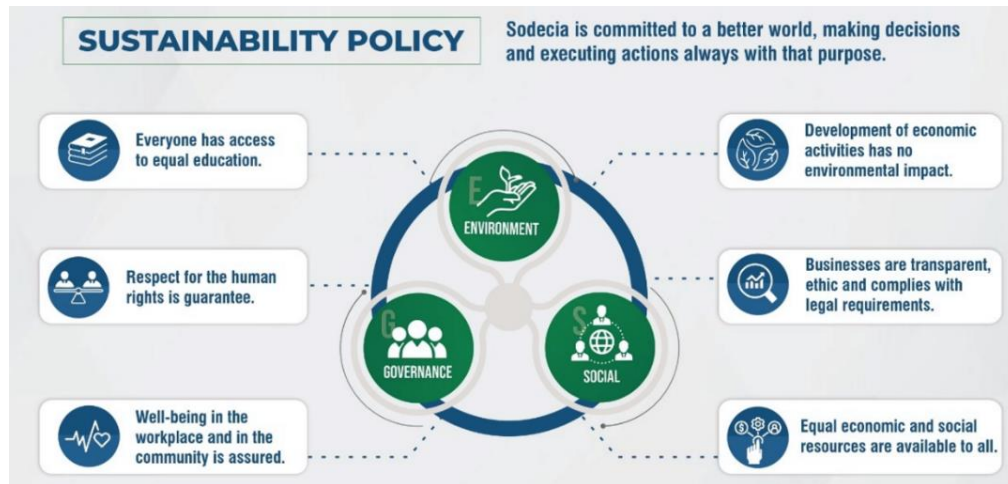 SUSTAINABILITY POLICY
Sodecia is committed to a better world, making decisions
and executing actions always with that purpose.
Everyone has access
to equal education.
Development of economic
activities has no
environmental impact.
E
ENVIRONMENT
Respect for the human
rights is guarantee.
Businesses are transparent,
ethic and complies with
legal requirements.
G
GOVERNANCE
S
SOCIAL
Well-being in the
workplace and in the
community is assured.
Equal economic and social
resources are available to all.